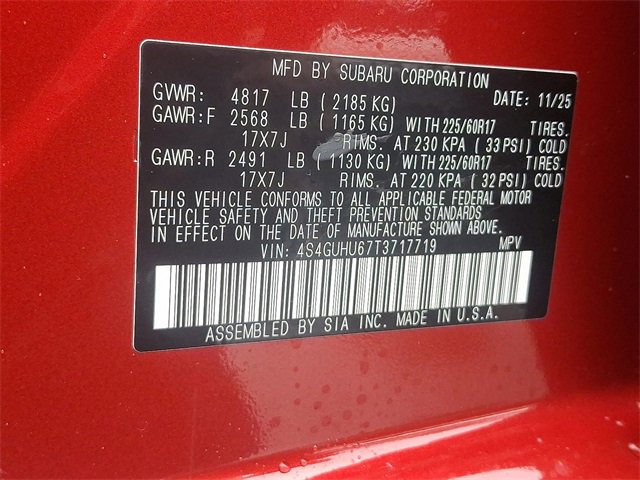 MFD BY SUBARU CORPORATION
GVWR: 4817 LB ( 2185 KG) DATE: 11/25
GAWR:F 2568 LB ( 1165 KG) WITH 225/60R17 TIRES.
17X7J RIMS. AT 230 KPA ( 33 PSI) COLD
GAWR:R 2491 LB ( 1130 KG) WITH 225/60R17 TIRES.
17X7J RIMS. AT 220 KPA ( 32 PSI) COLD
THIS VEHICLE CONFORMS TO ALL APPLICABLE FEDERAL MOTOR
VEHICLE SAFETY AND THEFT PREVENTION STANDARDS
IN EFFECT ON THE DATE OF MANUFACTURE SHOWN ABOVE.
VIN: 4S4GUHU67T3717719 MPV
ASSEMBLED BY SIA INC. MADE IN U.S.A.